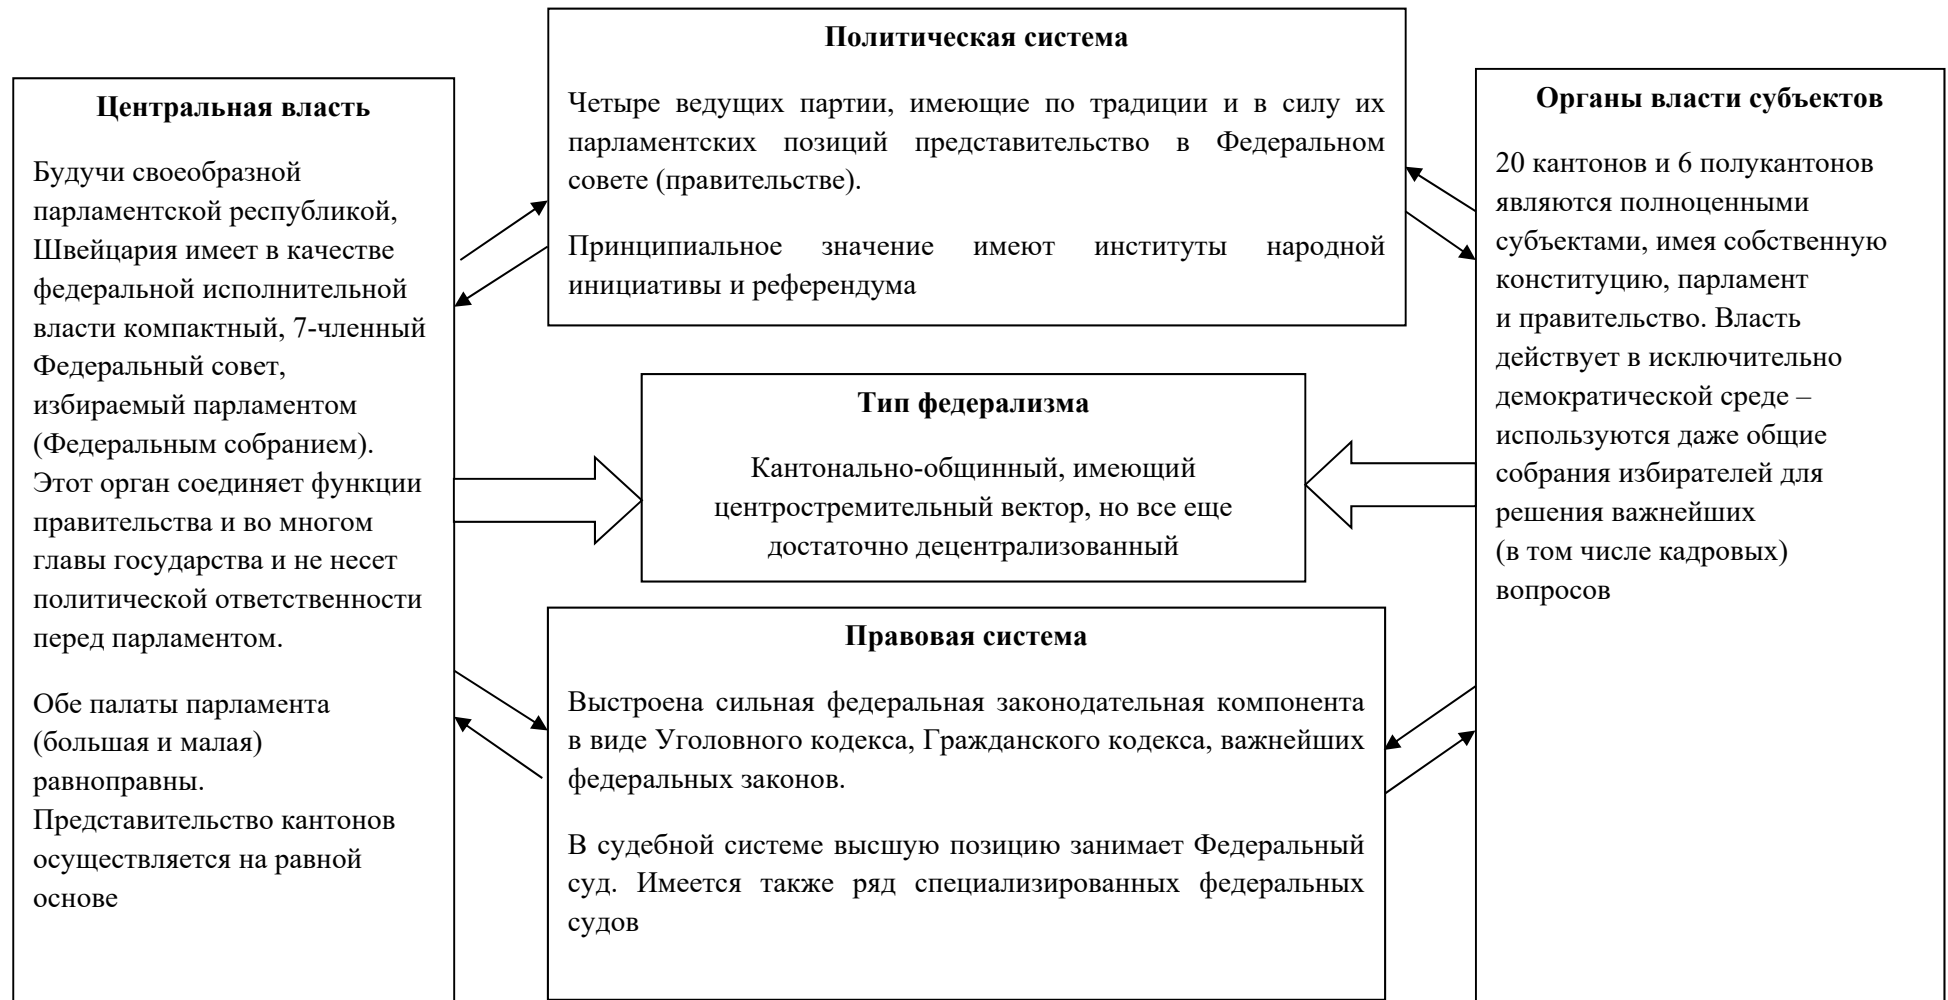 Политическая система
Четыре ведущих партии, имеющие по традиции и в силу их
парламентских позиций представительство в Федеральном
совете (правительстве).
Принципиальное значение имеют институты народной
инициативы и референдума
Центральная власть
Будучи своеобразной
парламентской республикой,
Швейцария имеет в качестве
федеральной исполнительной
власти компактный, 7-членный
Федеральный совет,
избираемый парламентом
(Федеральным собранием).
Этот орган соединяет функции
правительства и во многом
главы государства и не несет
политической ответственности
перед парламентом.
Обе палаты парламента
(большая и малая)
равноправны.
Представительство кантонов
осуществляется на равной
основе
Тип федерализма
Кантонально-общинный, имеющий
центростремительный вектор, но все еще
достаточно децентрализованный
Правовая система
Выстроена сильная федеральная законодательная компонента
в виде Уголовного кодекса, Гражданского кодекса, важнейших
федеральных законов.
В судебной системе высшую позицию занимает Федеральный
суд. Имеется также ряд специализированных федеральных
судов
Органы власти субъектов
20 кантонов и 6 полукантонов
являются полноценными
субъектами, имея собственную
конституцию, парламент
и правительство. Власть
действует в исключительно
демократической среде –
используются даже общие
собрания избирателей для
решения важнейших
(в том числе кадровых)
вопросов